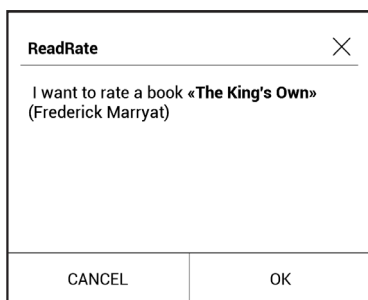 ReadRate
I want to rate a book «The King's Own»
(Frederick Marryat)
CANCEL
OK